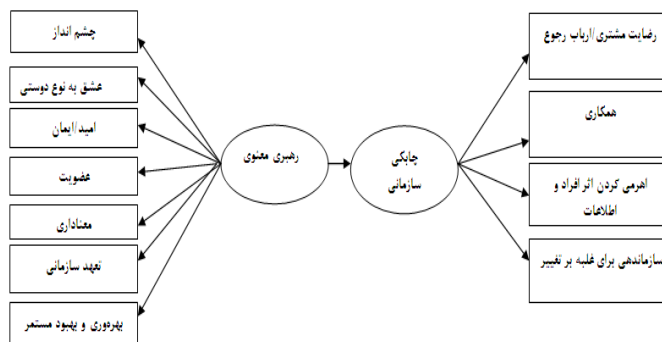 چشم انداز
عشق به نوع دوستی
امید/ایمان
عضویت
معناداری
تعهد سازمانی
بهره‌وری و بهبود مستمر
رهبری معنوی
چابکی
سازمانی
رضایت مشتری/ارباب رجوع
همکاری
اهرمی کردن اثر افراد و
اطلاعات
سازماندهی برای غلبه بر تغییر